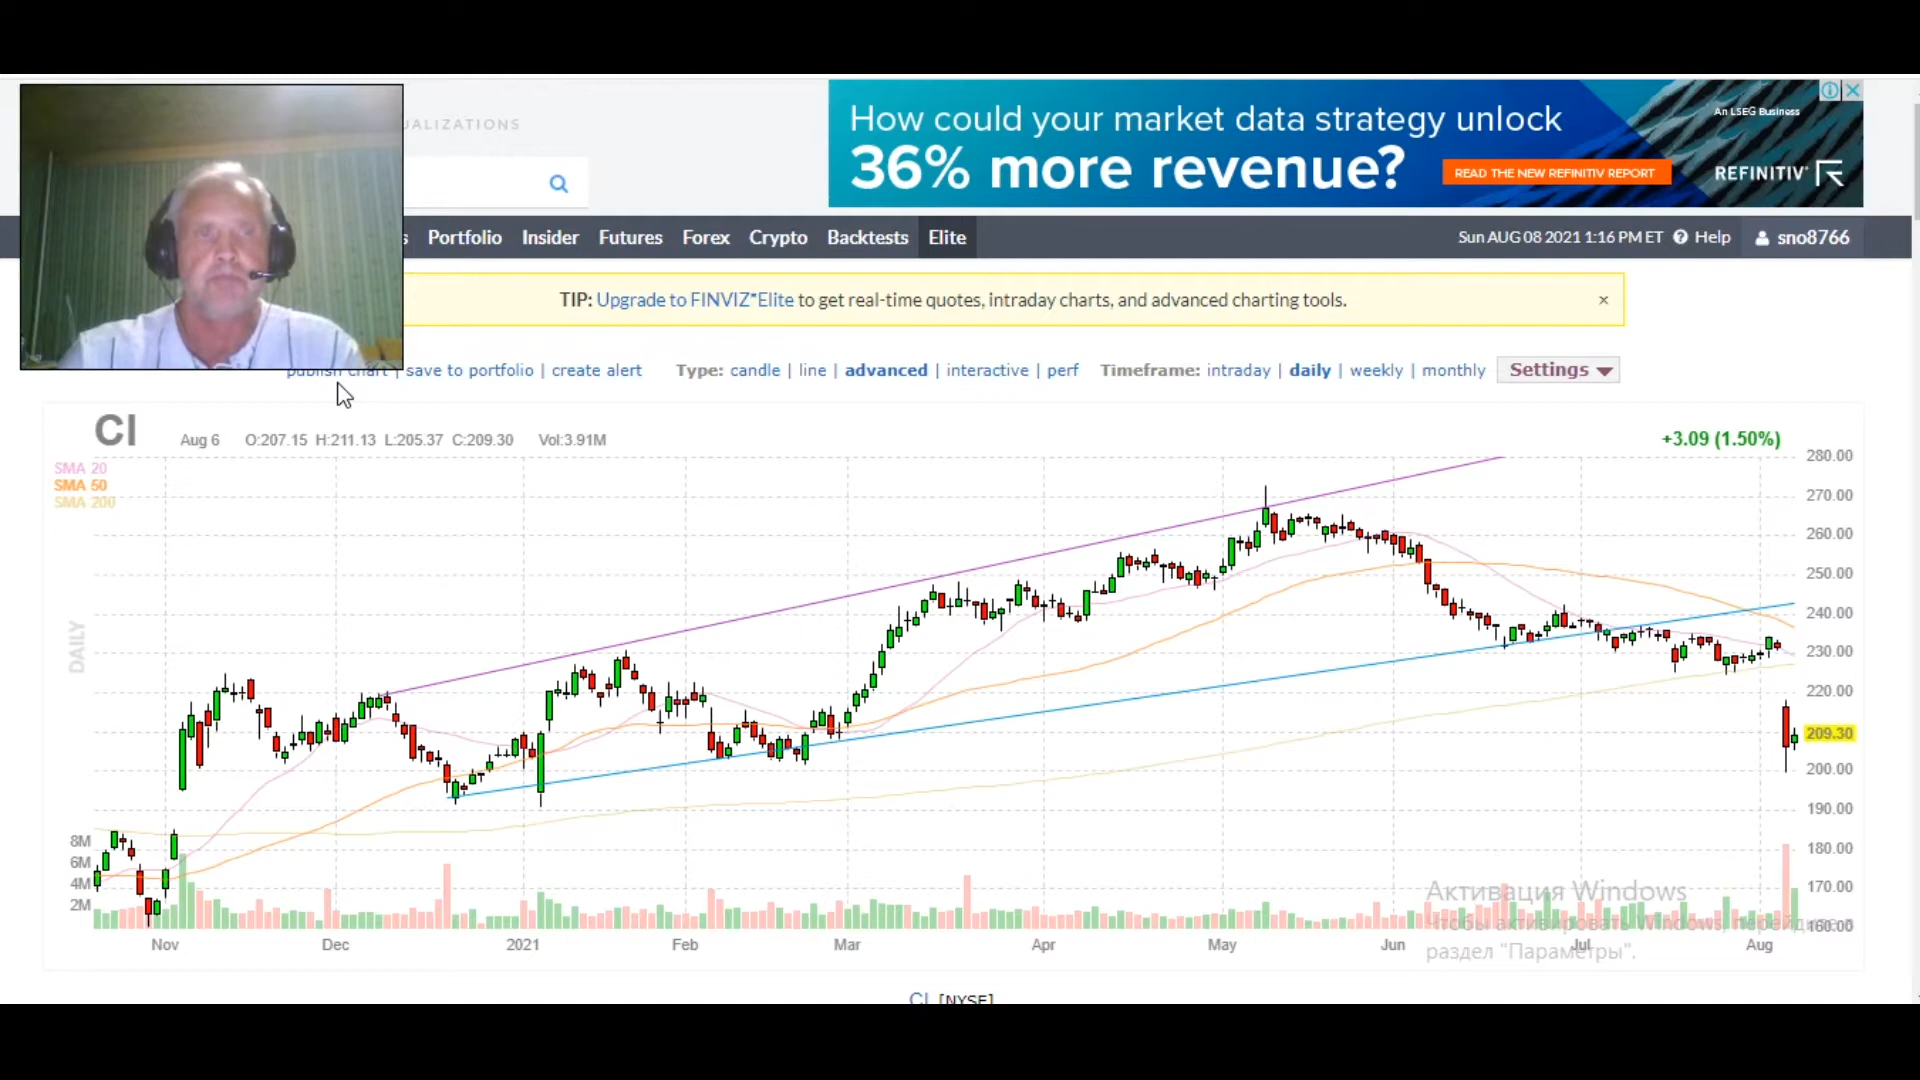 UALIZATIONS
How could your market data strategy unlock
36% more revenue?
READ THE NEW REFINITIV REPORT
An LSEG Business
REFINITIV
s Portfolio Insider Futures Forex Crypto Backtests Elite Sun AUG 08 2021 1:16 PM ET ? Help sno8766
TIP: Upgrade to FINVIZ*Elite to get real-time quotes, intraday charts, and advanced charting tools. ×
publish chart | save to portfolio | create alert Type: candle | line | advanced | interactive | perf Timeframe: intraday | daily | weekly | monthly Settings
CI Aug 6 O:207.15 H:211.13 L:205.37 C:209.30 Vol:3.91M +3.09 (1.50%)
SMA 20
SMA 50
SMA 200
DAILY
280.00
270.00
260.00
250.00
240.00
230.00
220.00
209.30
200.00
190.00
180.00
170.00
160.00
8M
6M
4M
2M
Nov Dec 2021 Feb Mar Apr May Jun Jul Aug
Активация Windows
Чтобы активировать Windows, перейдите в
раздел "Параметры".
CI [NYSE]